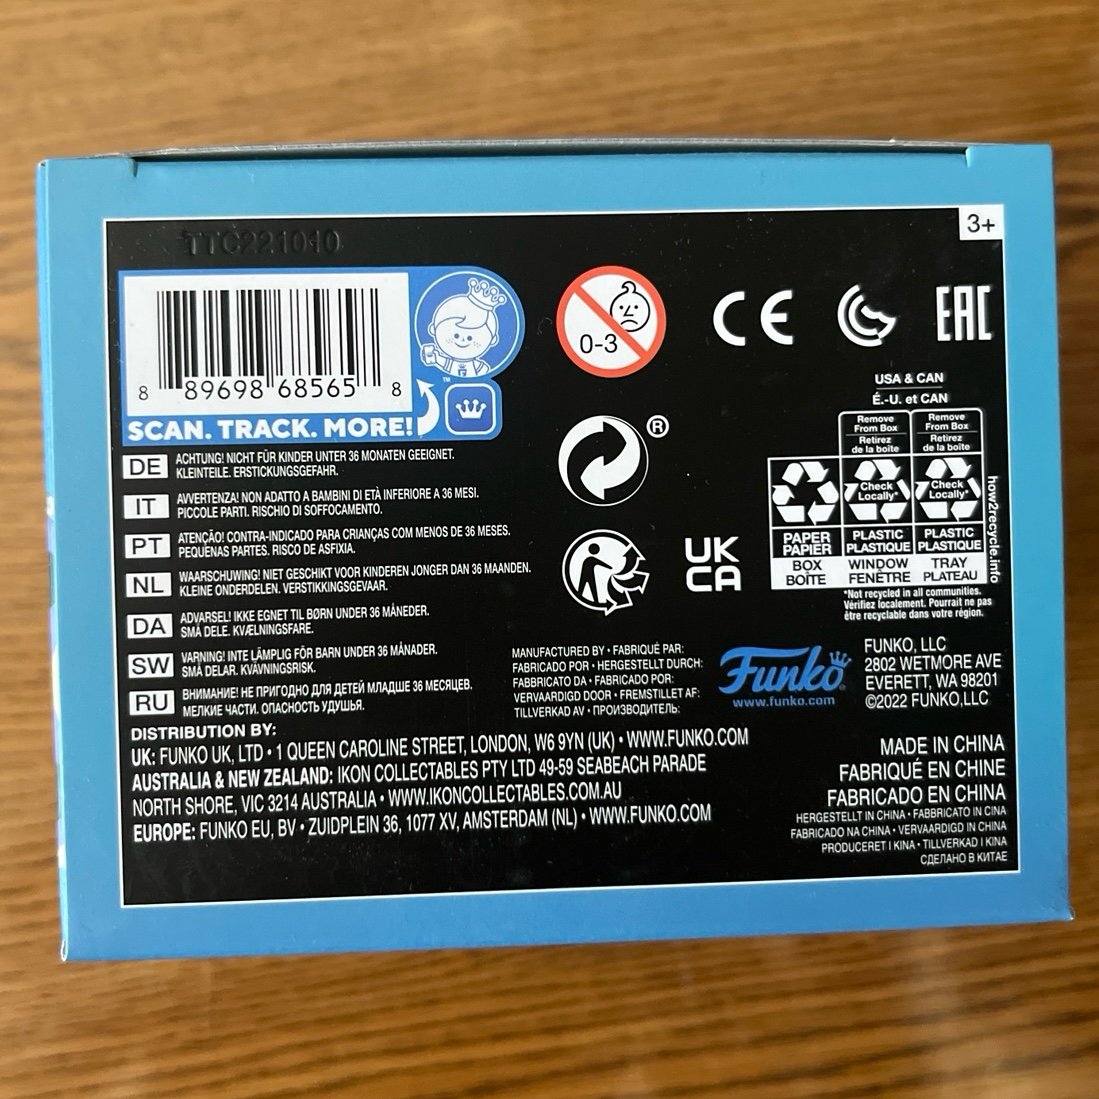 3+
TTC221040
8 89698 68565 8
SCAN. TRACK. MORE!
™
DE ACHTUNG! NICHT FÜR KINDER UNTER 36 MONATEN GEEIGNET.
KLEINTEILE. ERSTICKUNGSGEFAHR.
IT AVVERTENZA! NON ADATTO A BAMBINI DI ETÀ INFERIORE A 36 MESI.
PICCOLE PARTI. RISCHIO DI SOFFOCAMENTO.
PT ATENÇÃO! CONTRA-INDICADO PARA CRIANÇAS COM MENOS DE 36 MESES.
PEQUENAS PARTES. RISCO DE ASFIXIA.
NL WAARSCHUWING! NIET GESCHIKT VOOR KINDEREN JONGER DAN 36 MAANDEN.
KLEINE ONDERDELEN. VERSTIKKINGSGEVAAR.
DA ADVARSEL! IKKE EGNET TIL BØRN UNDER 36 MÅNEDER.
SMÅ DELE. KVÆLNINGSFARE.
SW VARNING! INTE LÄMPLIG FÖR BARN UNDER 36 MÅNADER.
SMÅ DELAR. KVÄVNINGSRISK.
RU ВНИМАНИЕ! НЕ ПРИГОДНО ДЛЯ ДЕТЕЙ МЛАДШЕ 36 МЕСЯЦЕВ.
МЕЛКИЕ ЧАСТИ. ОПАСНОСТЬ УДУШЬЯ.
0-3
CE
EAC
®
UK
CA
USA & CAN
É.-U. et CAN
Remove From Box
Retirez de la boîte
Remove From Box
Retirez de la boîte
Check Locally*
Check Locally*
PAPER
PAPIER
PLASTIC
PLASTIQUE
PLASTIC
PLASTIQUE
BOX
BOÎTE
WINDOW
FENÊTRE
TRAY
PLATEAU
how2recycle.info
*Not recycled in all communities.
Vérifiez localement. Pourrait ne pas
être recyclable dans votre région.
MANUFACTURED BY • FABRIQUÉ PAR:
FABRICADO POR • HERGESTELLT DURCH:
FABBRICATO DA • FABRICADO POR:
VERVAARDIGD DOOR • FREMSTILLET AF:
TILLVERKAD AV • ПРОИЗВОДИТЕЛЬ:
Funko®
www.funko.com
FUNKO, LLC
2802 WETMORE AVE
EVERETT, WA 98201
©2022 FUNKO,LLC
DISTRIBUTION BY:
UK: FUNKO UK, LTD • 1 QUEEN CAROLINE STREET, LONDON, W6 9YN (UK) • WWW.FUNKO.COM
AUSTRALIA & NEW ZEALAND: IKON COLLECTABLES PTY LTD 49-59 SEABEACH PARADE
NORTH SHORE, VIC 3214 AUSTRALIA • WWW.IKONCOLLECTABLES.COM.AU
EUROPE: FUNKO EU, BV • ZUIDPLEIN 36, 1077 XV, AMSTERDAM (NL) • WWW.FUNKO.COM
MADE IN CHINA
FABRIQUÉ EN CHINE
FABRICADO EN CHINA
HERGESTELLT IN CHINA • FABBRICATO IN CINA
FABRICADO NA CHINA • VERVAARDIGD IN CHINA
PRODUCERET I KINA • TILLVERKAD I KINA
СДЕЛАНО В КИТАЕ